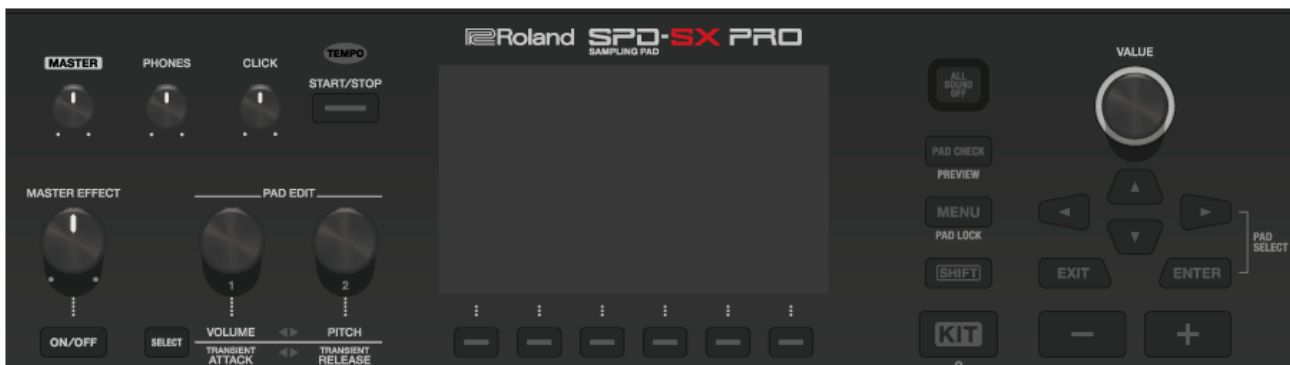 Roland SPD-SX PRO
SAMPLING PAD
MASTER
PHONES
CLICK
TEMPO
START/STOP
MASTER EFFECT
PAD EDIT
1
2
ON/OFF
SELECT
VOLUME
PITCH
TRANSIENT
ATTACK
TRANSIENT
RELEASE
ALL
SOUND
OFF
PAD CHECK
PREVIEW
MENU
PAD LOCK
SHIFT
KIT
VALUE
PAD
SELECT
EXIT
ENTER